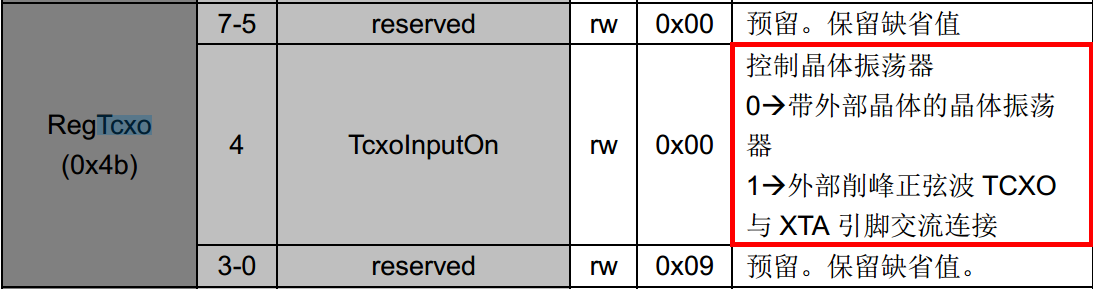 7-5 reserved rw 0x00 预留。保留缺省值
RegTcxo
(0x4b)
4 TcxoInputOn rw 0x00
控制晶体振荡器
0→带外部晶体的晶体振荡
器
1→外部削峰正弦波 TCXO
与 XTA 引脚交流连接
3-0 reserved rw 0x09 预留。保留缺省值。